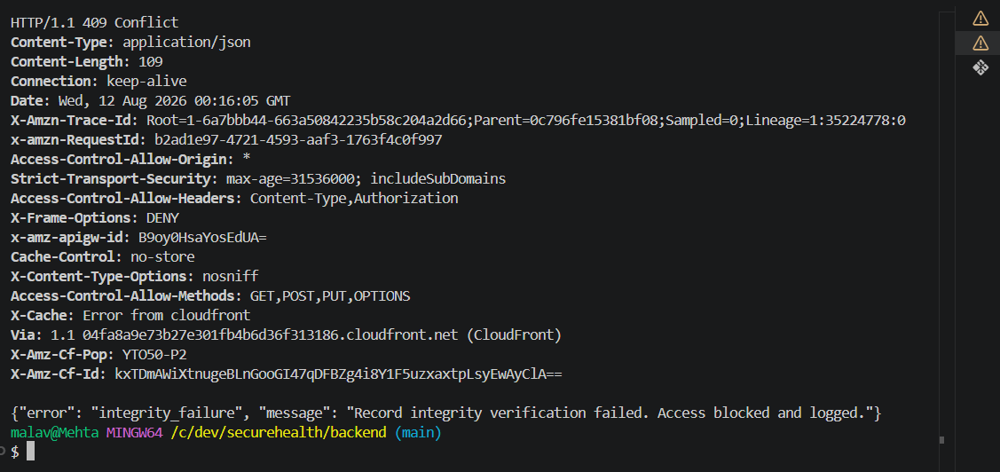 HTTP/1.1 409 Conflict
Content-Type: application/json
Content-Length: 109
Connection: keep-alive
Date: Wed, 12 Aug 2026 00:16:05 GMT
X-Amzn-Trace-Id: Root=1-6a7bbb44-663a50842235b58c204a2d66;Parent=0c796fe15381bf08;Sampled=0;Lineage=1:35224778:0
x-amzn-RequestId: b2ad1e97-4721-4593-aaf3-1763f4c0f997
Access-Control-Allow-Origin: *
Strict-Transport-Security: max-age=31536000; includeSubDomains
Access-Control-Allow-Headers: Content-Type,Authorization
X-Frame-Options: DENY
x-amz-apigw-id: B9oy0HsaYosEdUA=
Cache-Control: no-store
X-Content-Type-Options: nosniff
Access-Control-Allow-Methods: GET,POST,PUT,OPTIONS
X-Cache: Error from cloudfront
Via: 1.1 04fa8a9e73b27e301fb4b6d36f313186.cloudfront.net (CloudFront)
X-Amz-Cf-Pop: YTO50-P2
X-Amz-Cf-Id: kxTDmAWiXtnugeBLnGooGI47qDFBZg4i8Y1F5uzxaxtpLsyEwAyClA==

{"error": "integrity_failure", "message": "Record integrity verification failed. Access blocked and logged."}
malav@Mehta MINGW64 /c/dev/securehealth/backend (main)
$